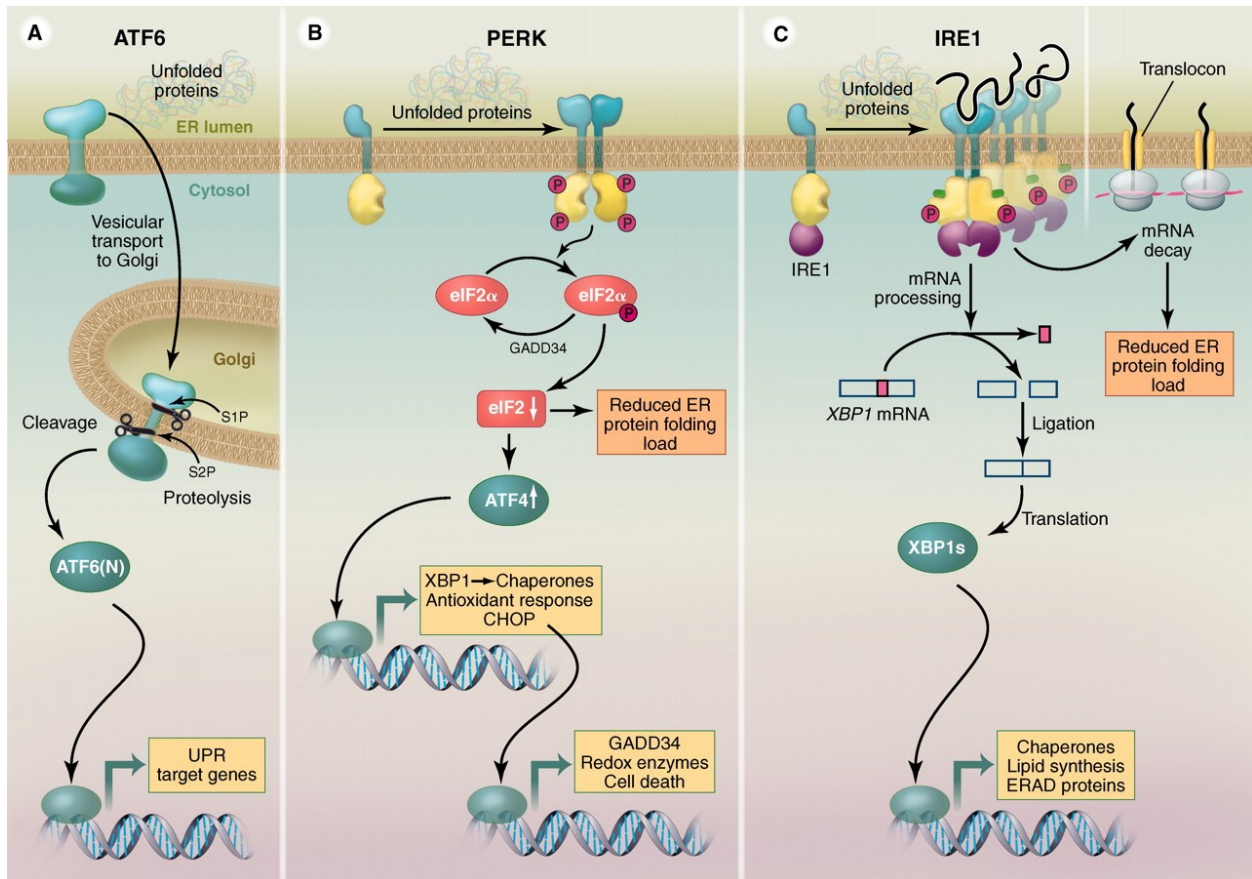 A
ATF6
Unfolded
proteins
ER lumen
Cytosol
Vesicular
transport
to Golgi
Golgi
S1P
Cleavage
S2P
Proteolysis
ATF6(N)
UPR
target genes
B
PERK
Unfolded proteins
P
P
P
P
eIF2α
eIF2α
P
GADD34
eIF2
Reduced ER
protein folding
load
ATF4
XBP1→Chaperones
Antioxidant response
CHOP
GADD34
Redox enzymes
Cell death
C
IRE1
Unfolded
proteins
Translocon
P
P
P
IRE1
mRNA
decay
mRNA
processing
Reduced ER
protein folding
load
XBP1 mRNA
Ligation
Translation
XBP1s
Chaperones
Lipid synthesis
ERAD proteins